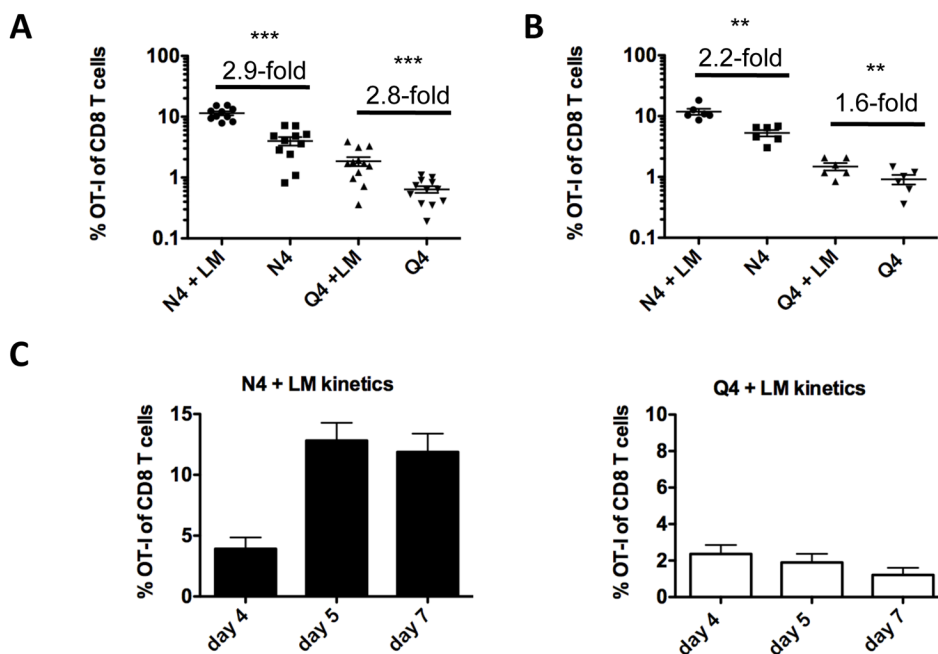 A
% OT-I of CD8 T cells
100
10
1
0.1
***
2.9-fold
***
2.8-fold
N4 + LM
N4
Q4 +LM
Q4
B
% OT-I of CD8 T cells
100
10
1
0.1
**
2.2-fold
**
1.6-fold
N4 + LM
N4
Q4 +LM
Q4
C
N4 + LM kinetics
% OT-I of CD8 T cells
15
10
5
0
day 4
day 5
day 7
Q4 + LM kinetics
% OT-I of CD8 T cells
10
8
6
4
2
0
day 4
day 5
day 7